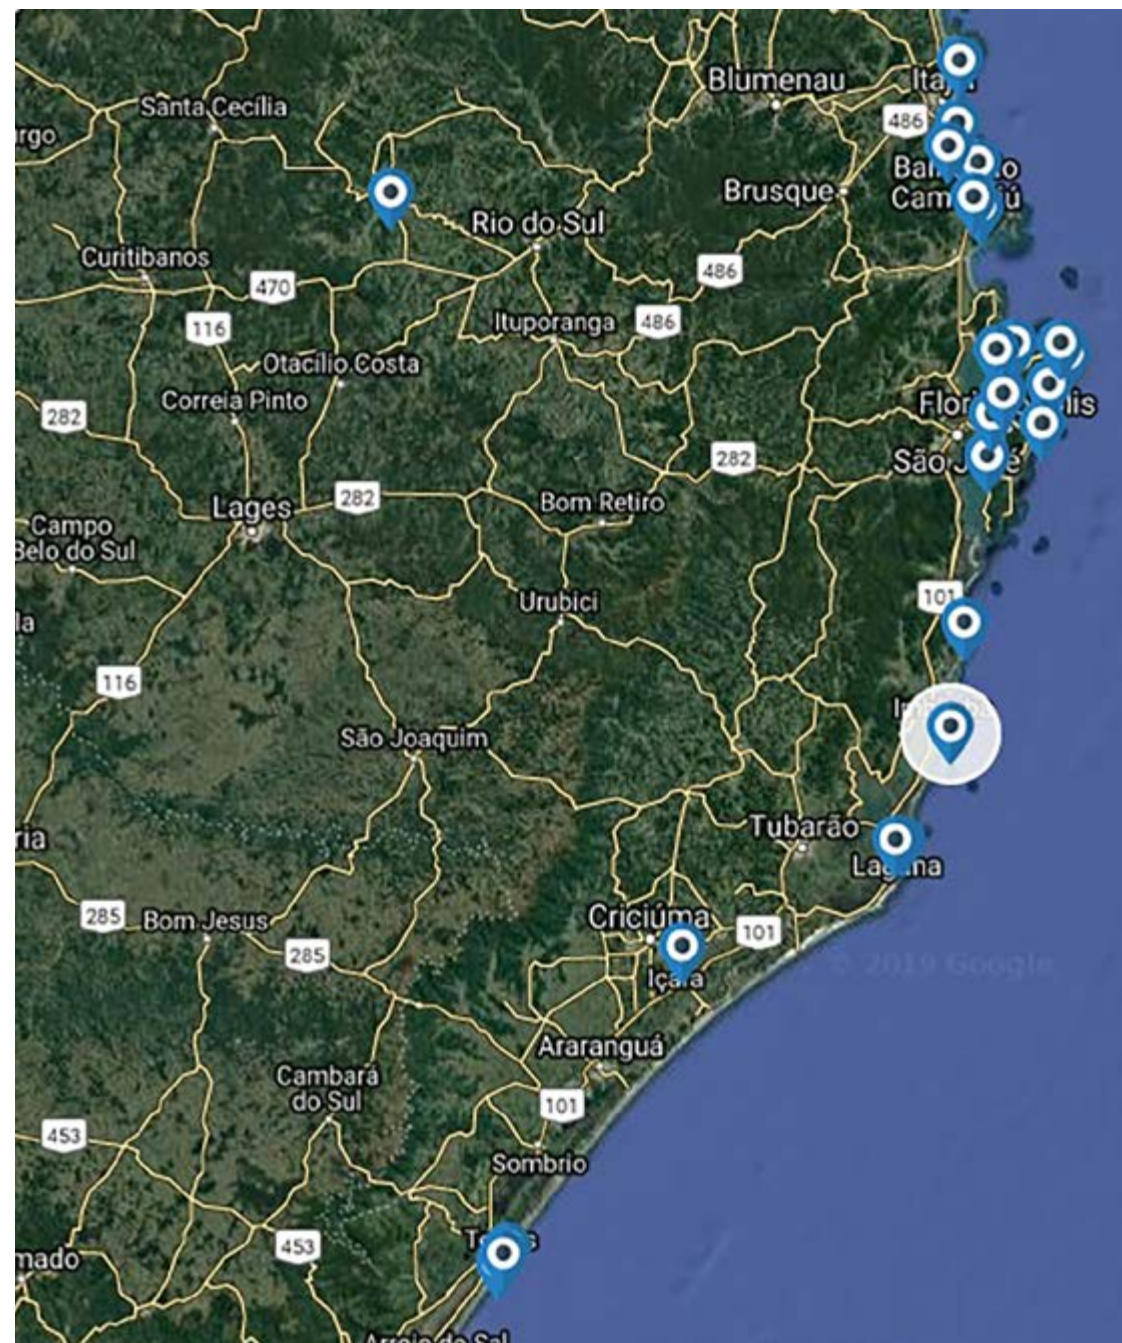 Blumenau
Santa Cecília
486
Brusque
Rio do Sul
Curitibanos
486
470
Ituporanga
486
116
Otacílio Costa
Correia Pinto
282
282
Lages
282
Bom Retiro
Campo
Belo do Sul
101
Urubici
116
São Joaquim
Tubarão
285
Bom Jesus
Criciúma
101
285
© 2019 Google
Araranguá
Cambará
do Sul
101
453
Sombrio
453